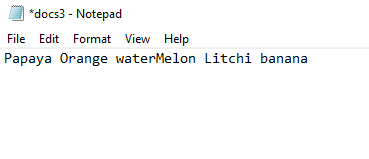 *docs3 - Notepad
File Edit Format View Help
Papaya Orange waterMelon Litchi banana